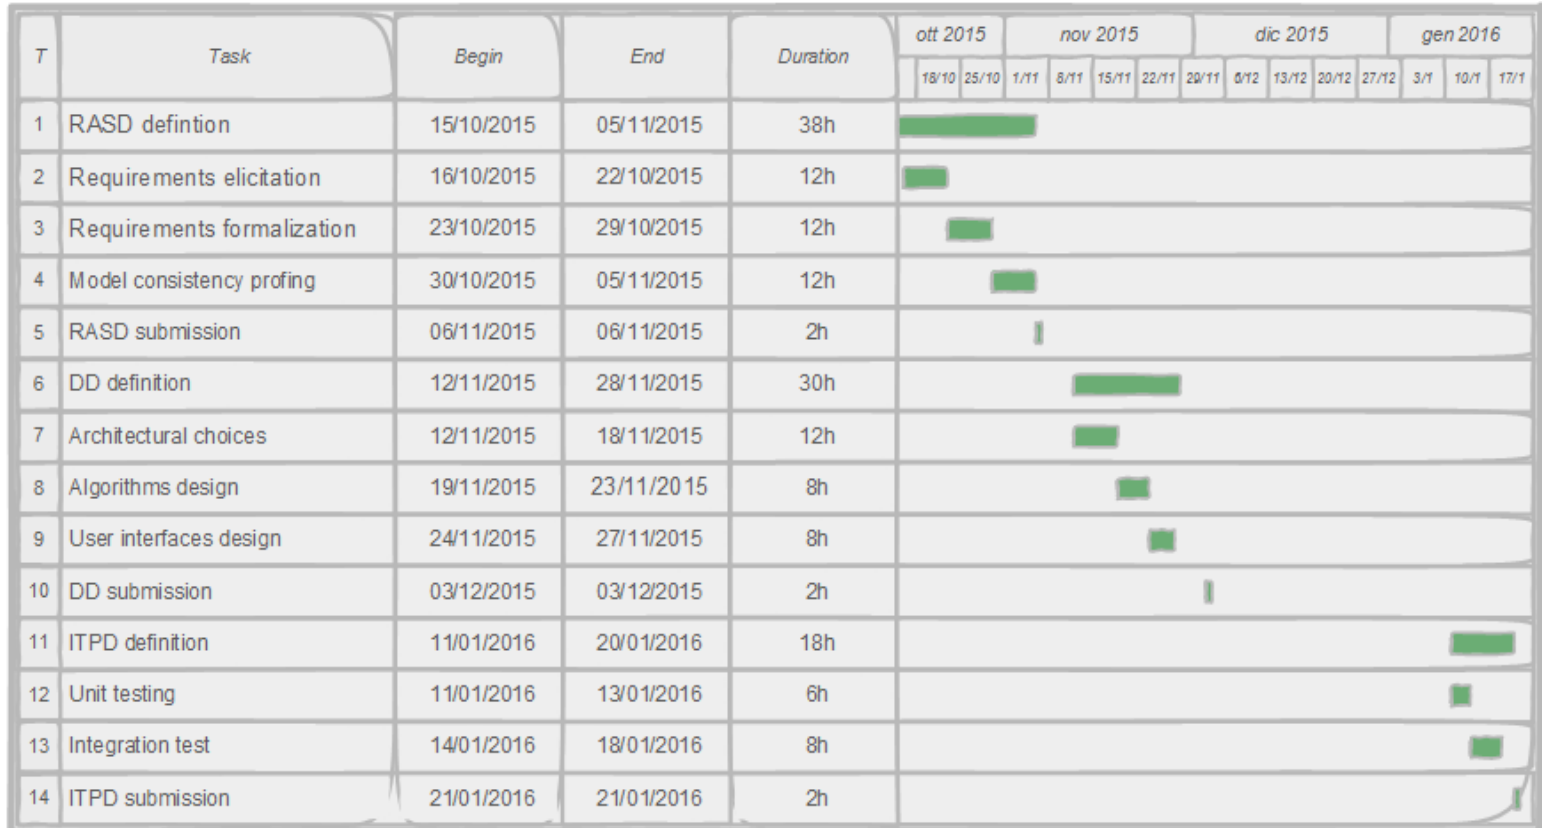 T Task Begin End Duration ott 2015 nov 2015 dic 2015 gen 2016
18/10 25/10 1/11 8/11 15/11 22/11 29/11 6/12 13/12 20/12 27/12 3/1 10/1 17/1
1 RASD defintion 15/10/2015 05/11/2015 38h
2 Requirements elicitation 16/10/2015 22/10/2015 12h
3 Requirements formalization 23/10/2015 29/10/2015 12h
4 Model consistency profing 30/10/2015 05/11/2015 12h
5 RASD submission 06/11/2015 06/11/2015 2h
6 DD definition 12/11/2015 28/11/2015 30h
7 Architectural choices 12/11/2015 18/11/2015 12h
8 Algorithms design 19/11/2015 23/11/2015 8h
9 User interfaces design 24/11/2015 27/11/2015 8h
10 DD submission 03/12/2015 03/12/2015 2h
11 ITPD definition 11/01/2016 20/01/2016 18h
12 Unit testing 11/01/2016 13/01/2016 6h
13 Integration test 14/01/2016 18/01/2016 8h
14 ITPD submission 21/01/2016 21/01/2016 2h